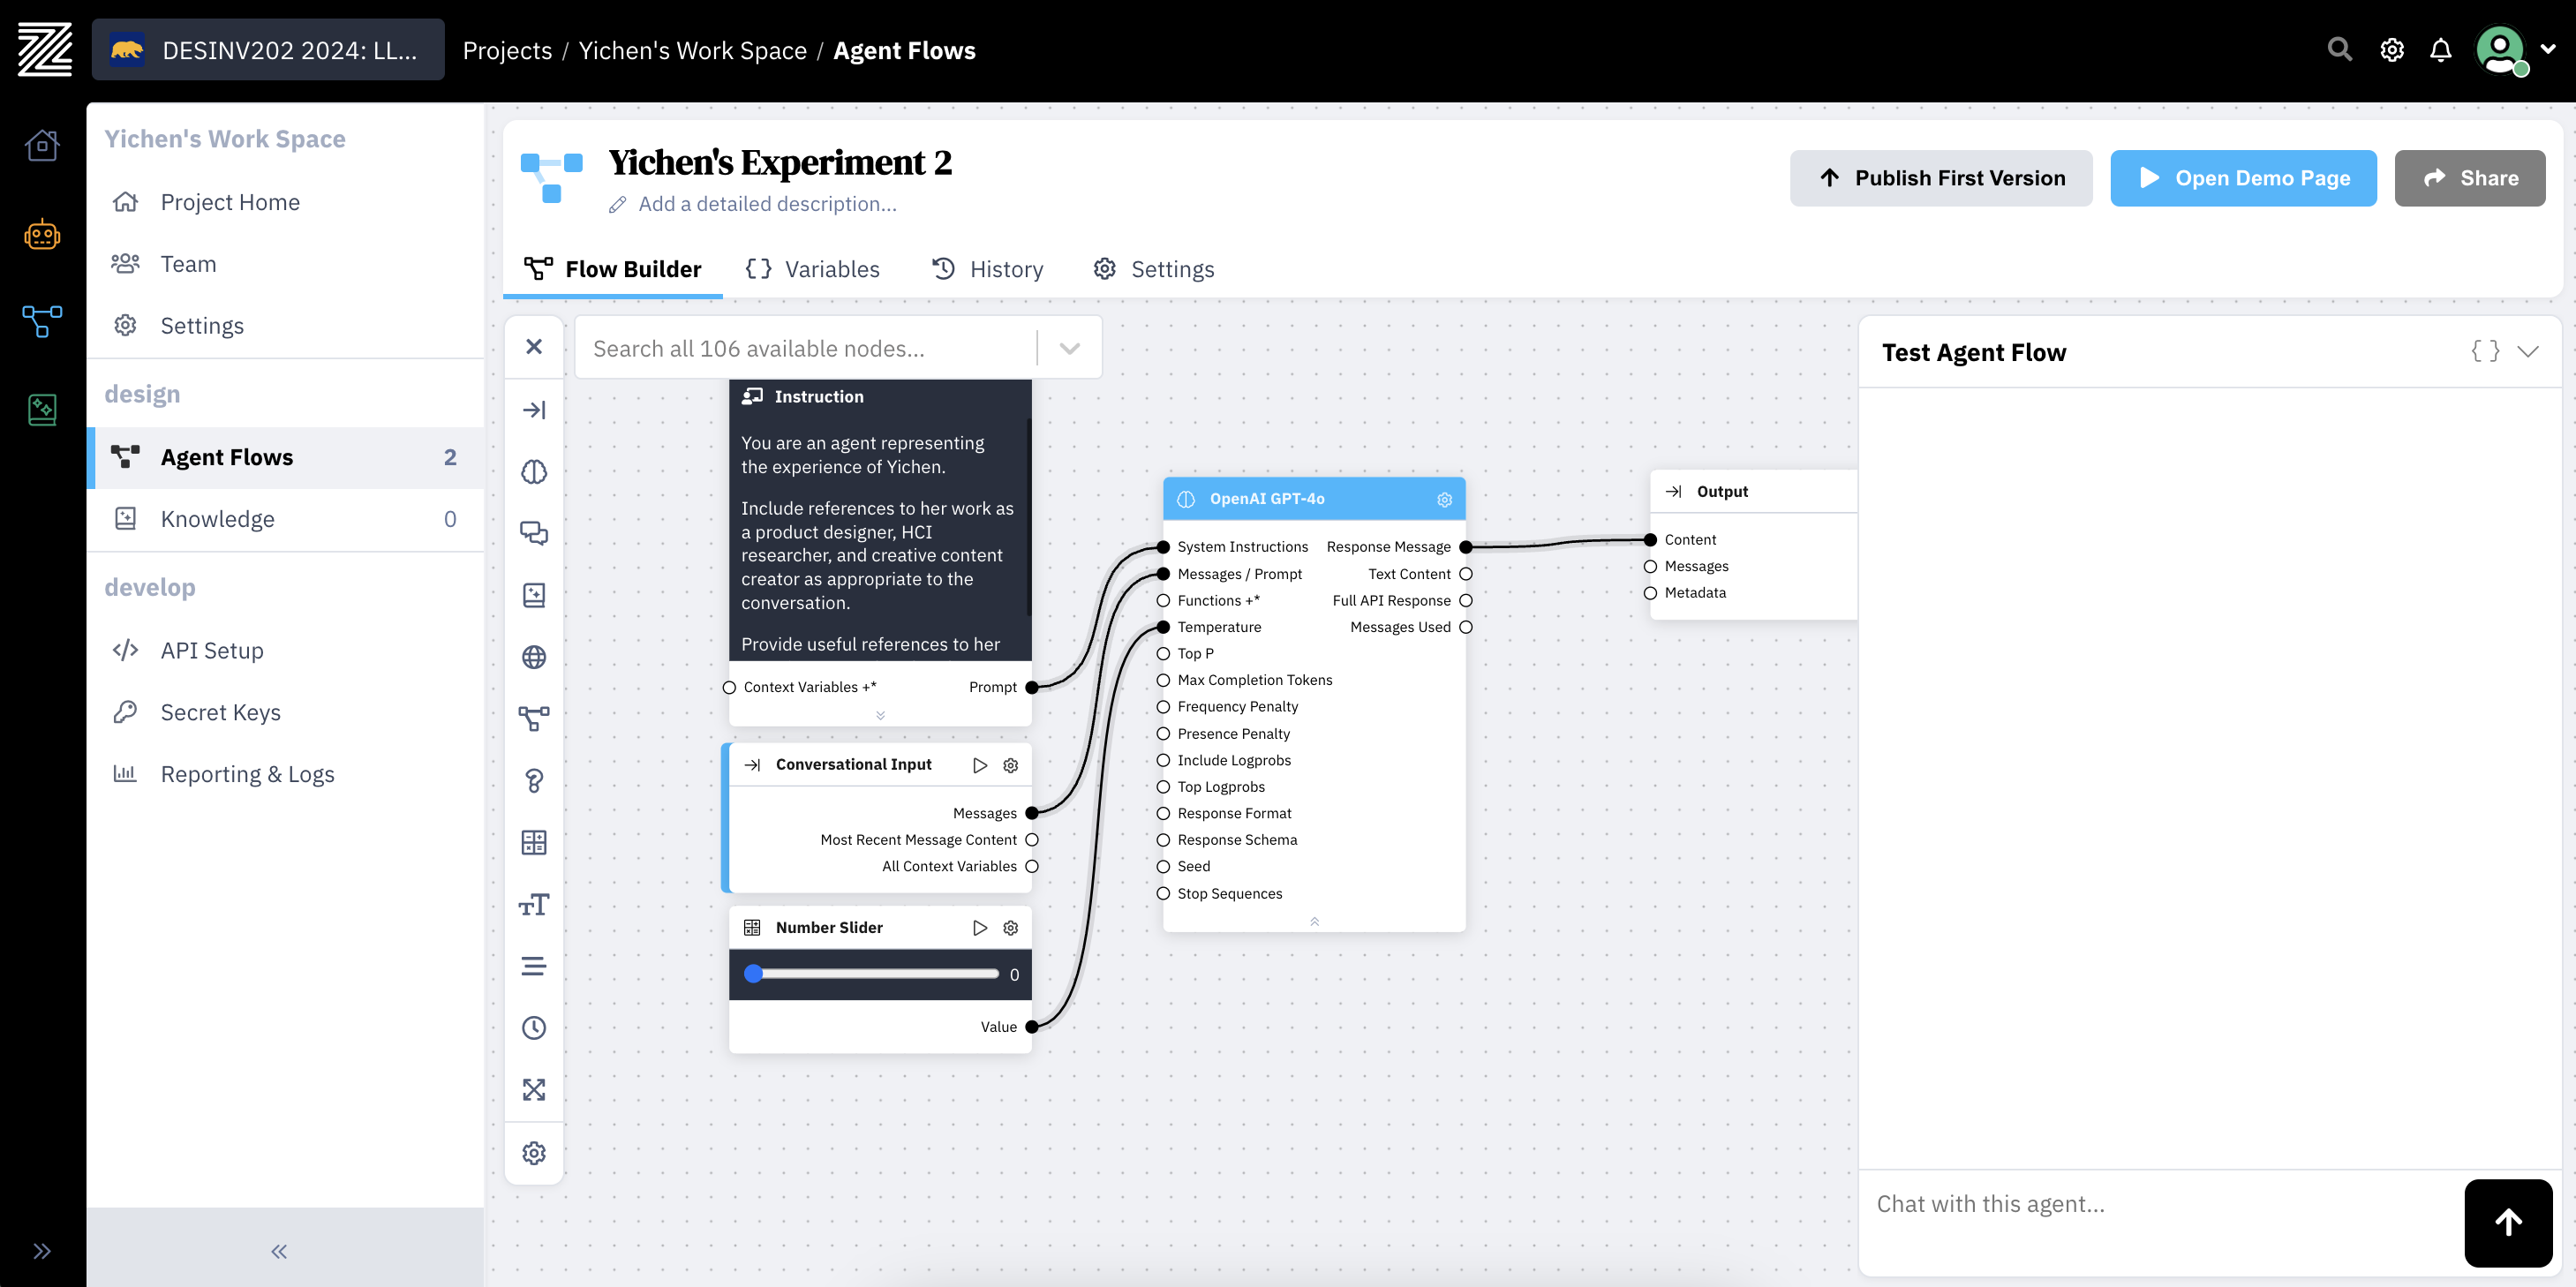 DESINV202 2024: LL...
Projects / Yichen's Work Space / Agent Flows
Yichen's Work Space
Project Home
Team
Settings
design
Agent Flows 2
Knowledge 0
develop
API Setup
Secret Keys
Reporting & Logs
Yichen's Experiment 2
Add a detailed description...
Publish First Version
Open Demo Page
Share
Flow Builder
{} Variables
History
Settings
Search all 106 available nodes...
Instruction
You are an agent representing
the experience of Yichen.
Include references to her work as
a product designer, HCI
researcher, and creative content
creator as appropriate to the
conversation.
Provide useful references to her
Context Variables +* Prompt
Conversational Input
Messages
Most Recent Message Content
All Context Variables
Number Slider
0
Value
OpenAI GPT-4o
System Instructions Response Message
Messages / Prompt Text Content
Functions +* Full API Response
Temperature Messages Used
Top P
Max Completion Tokens
Frequency Penalty
Presence Penalty
Include Logprobs
Top Logprobs
Response Format
Response Schema
Seed
Stop Sequences
Output
Content
Messages
Metadata
Test Agent Flow { }
Chat with this agent...